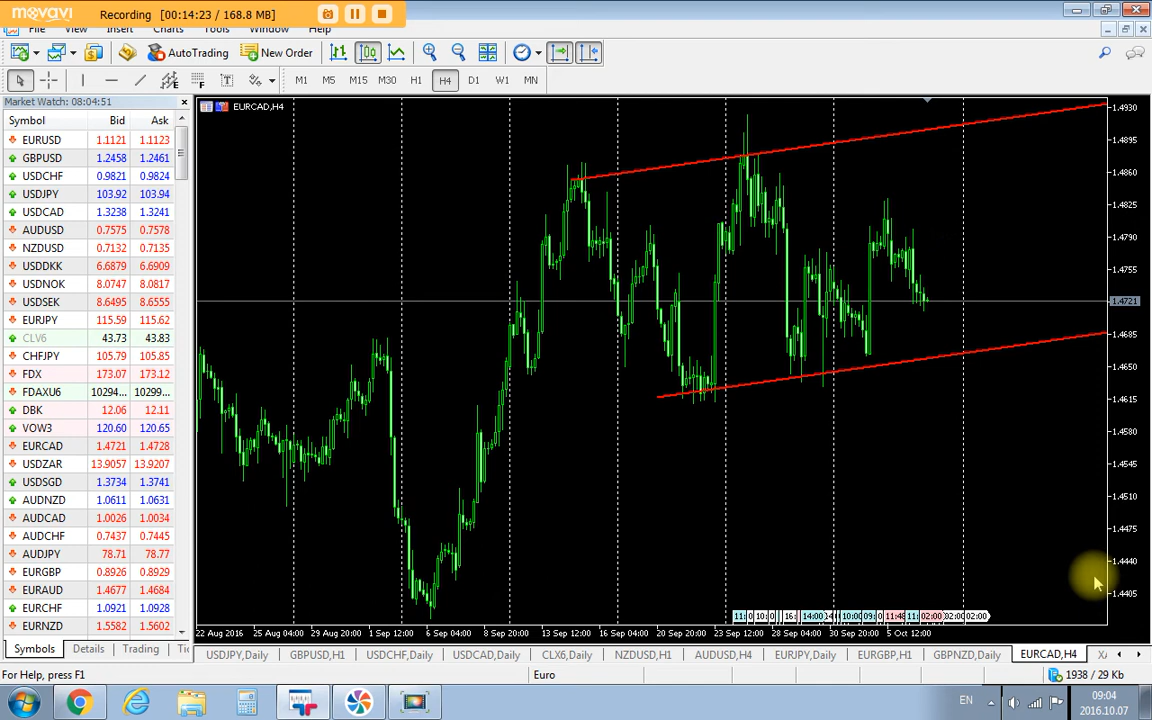 movavi
Recording [ 00:14:23 / 168.8 MB ]
File View Insert Charts Tools Window Help
AutoTrading New Order
M1 M5 M15 M30 H1 H4 D1 W1 MN
Market Watch: 08:04:51
Symbol Bid Ask
EURUSD 1.1121 1.1123
GBPUSD 1.2458 1.2461
USDCHF 0.9821 0.9824
USDJPY 103.92 103.94
USDCAD 1.3238 1.3241
AUDUSD 0.7575 0.7578
NZDUSD 0.7132 0.7135
USDDKK 6.6879 6.6909
USDNOK 8.0747 8.0817
USDSEK 8.6495 8.6555
EURJPY 115.59 115.62
CLV6 43.73 43.83
CHFJPY 105.79 105.85
FDX 173.07 173.12
FDAXU6 10294... 10299...
DBK 12.06 12.11
VOW3 120.60 120.65
EURCAD 1.4721 1.4728
USDZAR 13.9057 13.9207
USDSGD 1.3734 1.3741
AUDNZD 1.0611 1.0631
AUDCAD 1.0026 1.0034
AUDCHF 0.7437 0.7445
AUDJPY 78.71 78.77
EURGBP 0.8926 0.8929
EURAUD 1.4677 1.4684
EURCHF 1.0921 1.0928
EURNZD 1.5582 1.5602
Symbols Details Trading Tic
EURCAD,H4
1.4930
1.4895
1.4860
1.4825
1.4790
1.4755
1.4721
1.4685
1.4650
1.4615
1.4580
1.4545
1.4510
1.4475
1.4440
1.4405
14:00 10:00 02:00 02:00 02:00
22 Aug 2016 25 Aug 04:00 29 Aug 20:00 1 Sep 12:00 6 Sep 04:00 8 Sep 20:00 13 Sep 12:00 16 Sep 04:00 20 Sep 20:00 23 Sep 12:00 28 Sep 04:00 30 Sep 20:00 5 Oct 12:00
USDJPY,Daily GBPUSD,H1 USDCHF,Daily USDCAD,Daily CLX6,Daily NZDUSD,H1 AUDUSD,H4 EURJPY,Daily EURGBP,H1 GBPNZD,Daily EURCAD,H4
For Help, press F1 Euro 1938 / 29 Kb
EN 09:04
2016.10.07